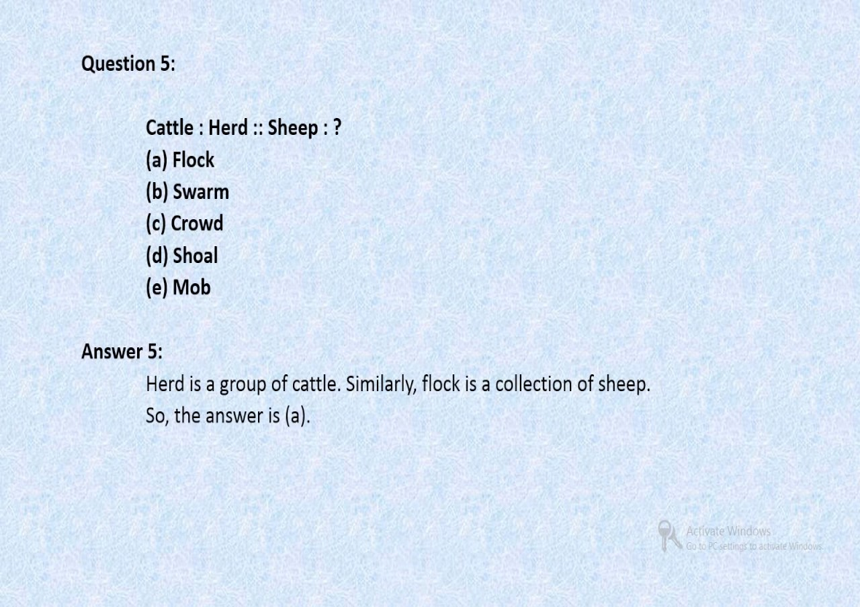 Question 5:
Cattle : Herd :: Sheep : ?
(a) Flock
(b) Swarm
(c) Crowd
(d) Shoal
(e) Mob
Answer 5:
Herd is a group of cattle. Similarly, flock is a collection of sheep.
So, the answer is (a).
Activate Windows
Go to PC settings to activate Windows